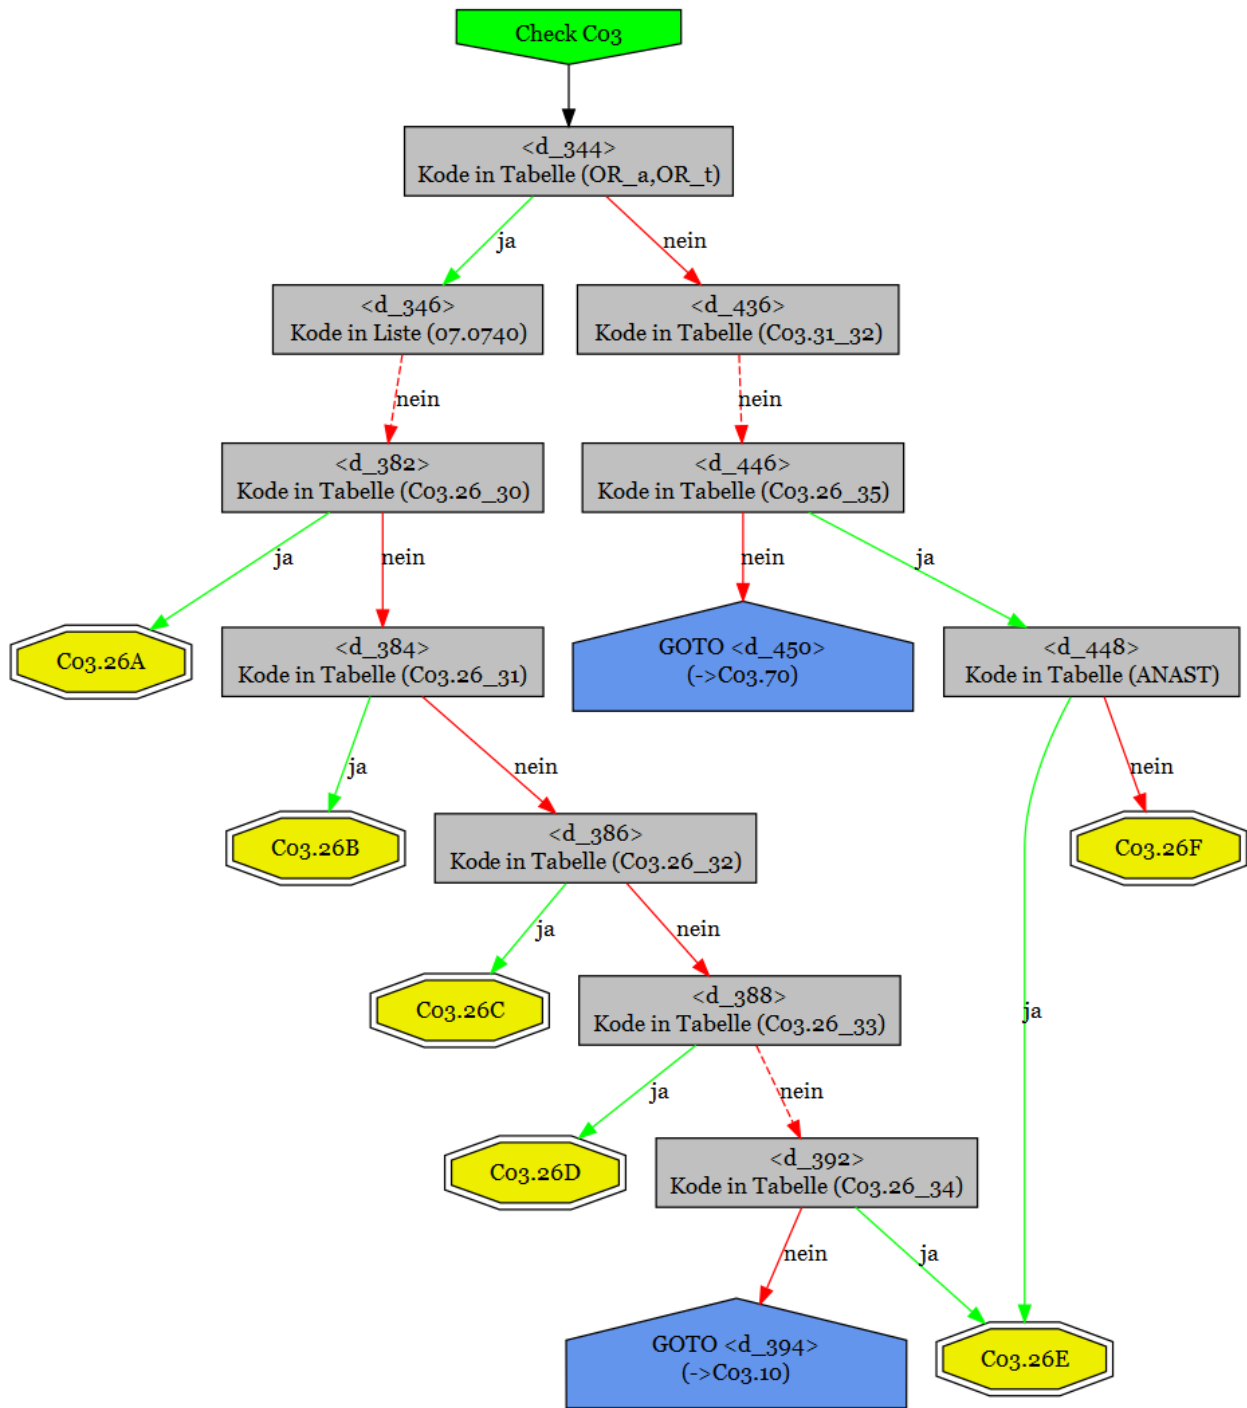 Check C03
<d_344>
Kode in Tabelle (OR_a,OR_t)
ja
nein
<d_346>
Kode in Liste (07.0740)
<d_436>
Kode in Tabelle (C03.31_32)
nein
nein
<d_382>
Kode in Tabelle (C03.26_30)
<d_446>
Kode in Tabelle (C03.26_35)
ja
nein
nein
ja
C03.26A
<d_384>
Kode in Tabelle (C03.26_31)
GOTO <d_450>
(->C03.70)
<d_448>
Kode in Tabelle (ANAST)
ja
nein
nein
C03.26B
<d_386>
Kode in Tabelle (C03.26_32)
C03.26F
ja
nein
C03.26C
<d_388>
Kode in Tabelle (C03.26_33)
ja
ja
nein
C03.26D
<d_392>
Kode in Tabelle (C03.26_34)
nein
ja
GOTO <d_394>
(->C03.10)
C03.26E